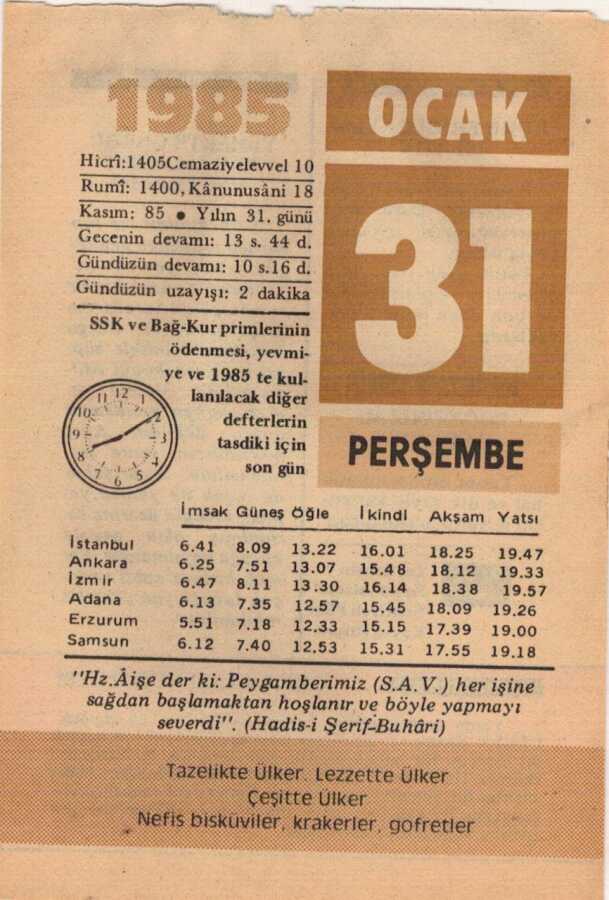 1985
OCAK
Hicrî:1405Cemaziyelevvel 10
Rumî: 1400, Kânunusâni 18
Kasım: 85 ● Yılın 31. günü
Gecenin devamı: 13 s. 44 d.
Gündüzün devamı: 10 s.16 d.
Gündüzün uzayışı: 2 dakika
31
SSK ve Bağ-Kur primlerinin
ödenmesi, yevmi-
ye ve 1985 te kul-
lanılacak diğer
defterlerin
tasdiki için
son gün
PERŞEMBE
İmsak Güneş Öğle İkindi Akşam Yatsı
İstanbul 6.41 8.09 13.22 16.01 18.25 19.47
Ankara 6.25 7.51 13.07 15.48 18.12 19.33
İzmir 6.47 8.11 13.30 16.14 18.38 19.57
Adana 6.13 7.35 12.57 15.45 18.09 19.26
Erzurum 5.51 7.18 12.33 15.15 17.39 19.00
Samsun 6.12 7.40 12.53 15.31 17.55 19.18
"Hz.Âişe der ki: Peygamberimiz (S.A.V.) her işine
sağdan başlamaktan hoşlanır ve böyle yapmayı
severdi". (Hadis-i Şerif-Buhâri)
Tazelikte Ülker. Lezzette Ülker
Çeşitte Ülker
Nefis bisküviler, krakerler, gofretler